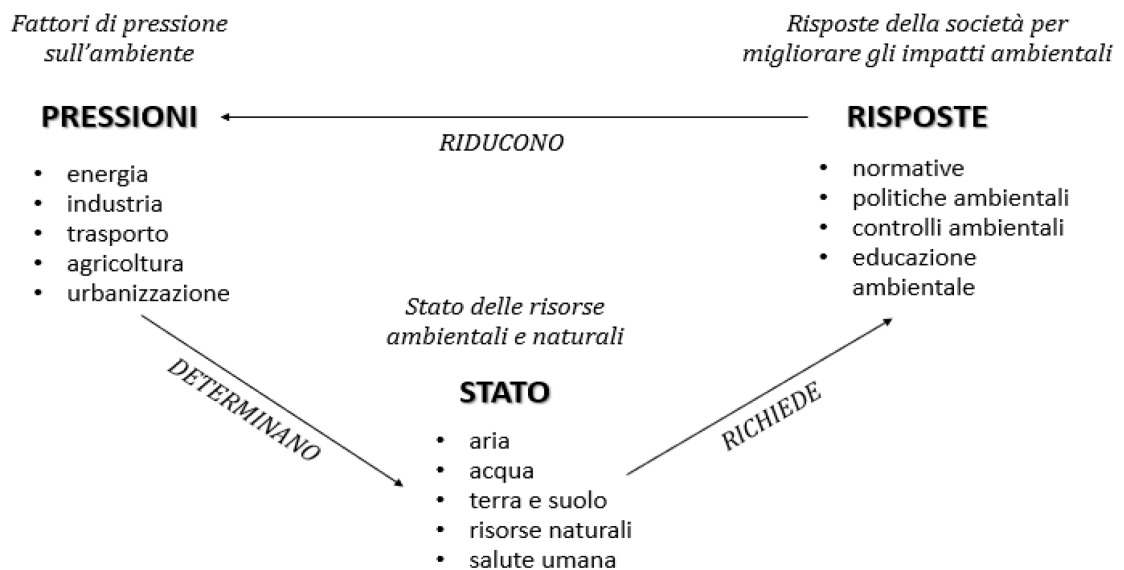 Fattori di pressione
sull'ambiente
PRESSIONI
• energia
• industria
• trasporto
• agricoltura
• urbanizzazione
RIDUCONO
Risposte della società per
migliorare gli impatti ambientali
RISPOSTE
• normative
• politiche ambientali
• controlli ambientali
• educazione
ambientale
DETERMINANO
Stato delle risorse
ambientali e naturali
STATO
• aria
• acqua
• terra e suolo
• risorse naturali
• salute umana
RICHIEDE